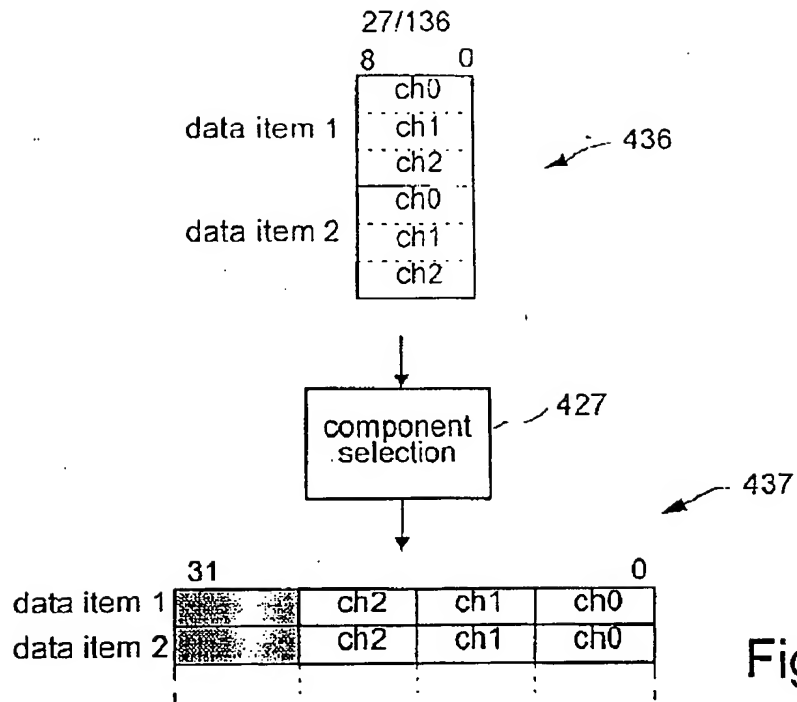 27/136
8 0
ch0
data item 1 ch1 436
ch2
ch0
data item 2 ch1
ch2
component selection 427
437
31 0
data item 1 ch2 ch1 ch0
data item 2 ch2 ch1 ch0
Fig